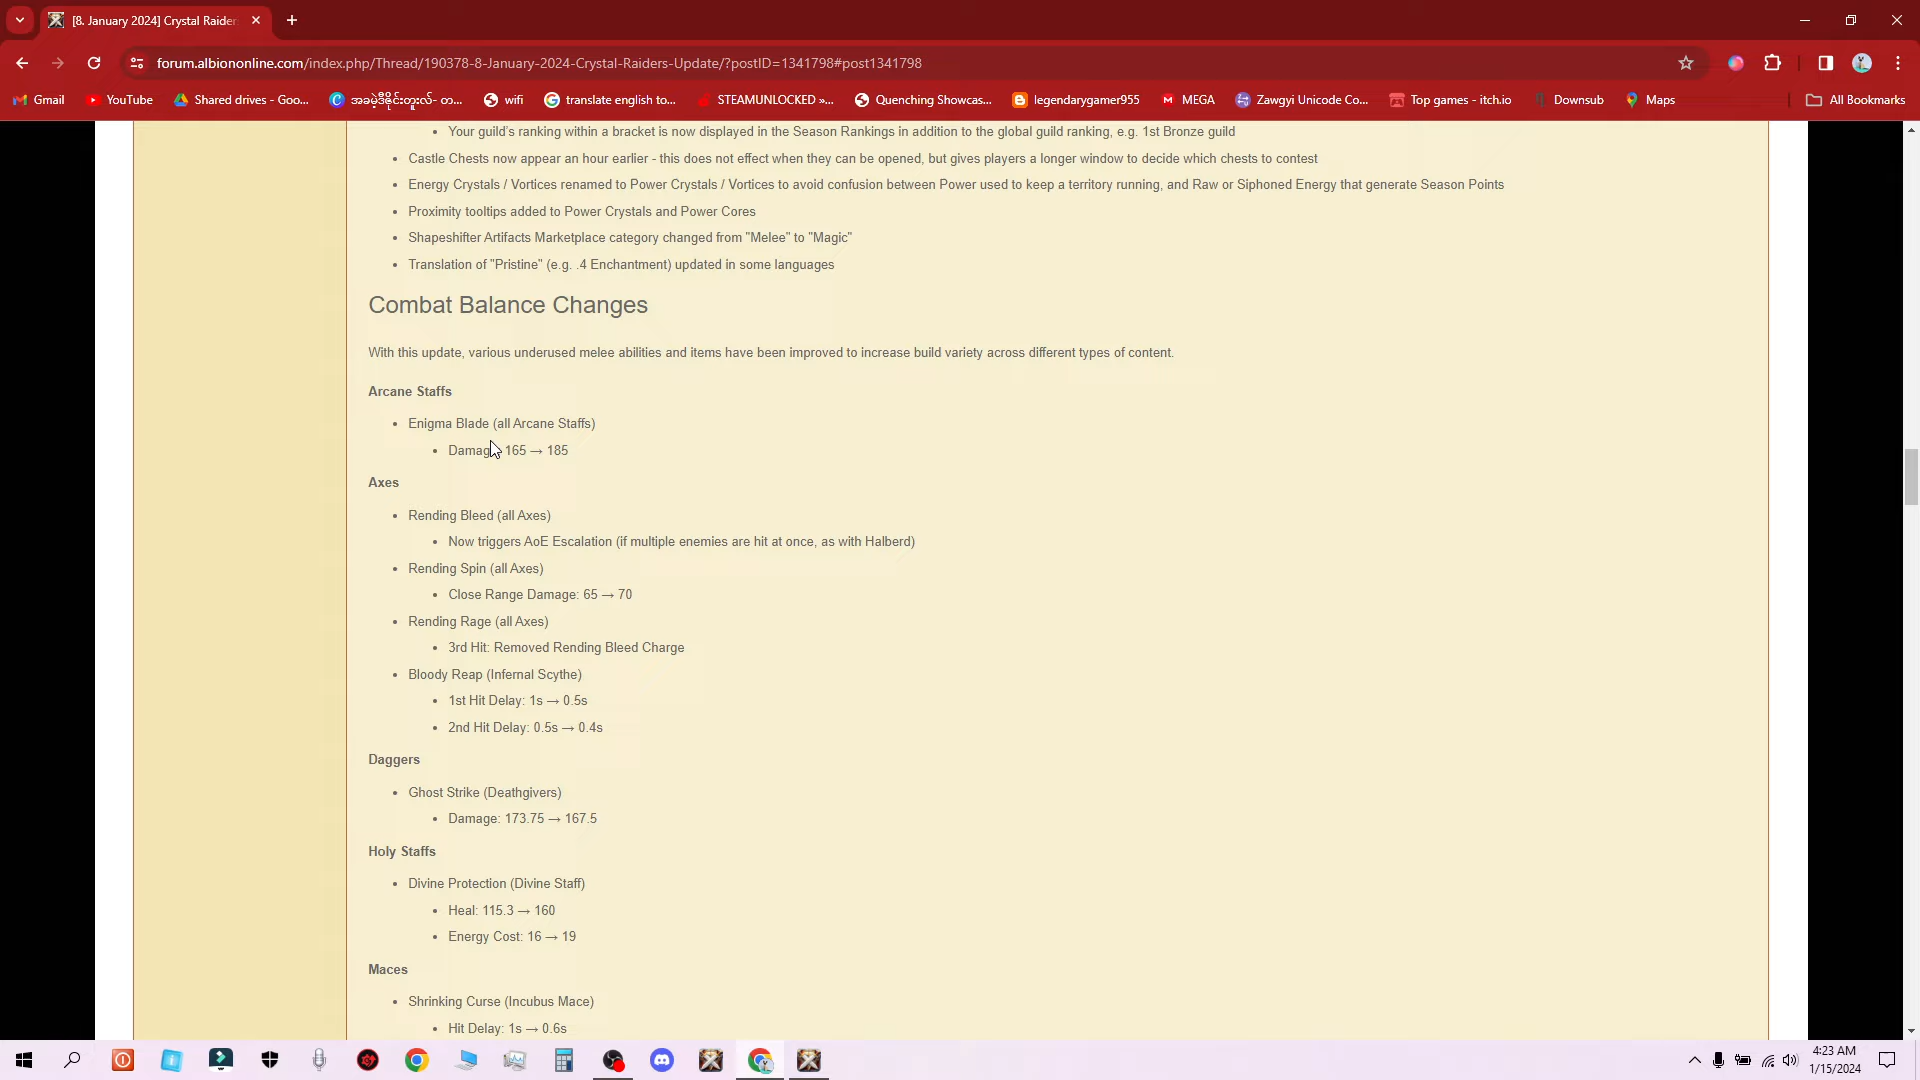 [8. January 2024] Crystal Raider
forum.albiononline.com/index.php/Thread/190378-8-January-2024-Crystal-Raiders-Update/?postID=1341798#post1341798
Gmail
YouTube
Shared drives - Goo...
wifi
translate english to...
STEAMUNLOCKED »...
Quenching Showcas...
legendarygamer955
MEGA
Zawgyi Unicode Co...
Top games - itch.io
Downsub
Maps
All Bookmarks
• Your guild's ranking within a bracket is now displayed in the Season Rankings in addition to the global guild ranking, e.g. 1st Bronze guild
• Castle Chests now appear an hour earlier - this does not effect when they can be opened, but gives players a longer window to decide which chests to contest
• Energy Crystals / Vortices renamed to Power Crystals / Vortices to avoid confusion between Power used to keep a territory running, and Raw or Siphoned Energy that generate Season Points
• Proximity tooltips added to Power Crystals and Power Cores
• Shapeshifter Artifacts Marketplace category changed from "Melee" to "Magic"
• Translation of "Pristine" (e.g. .4 Enchantment) updated in some languages
Combat Balance Changes
With this update, various underused melee abilities and items have been improved to increase build variety across different types of content.
Arcane Staffs
• Enigma Blade (all Arcane Staffs)
• Damag 165 → 185
Axes
• Rending Bleed (all Axes)
• Now triggers AoE Escalation (if multiple enemies are hit at once, as with Halberd)
• Rending Spin (all Axes)
• Close Range Damage: 65 → 70
• Rending Rage (all Axes)
• 3rd Hit: Removed Rending Bleed Charge
• Bloody Reap (Infernal Scythe)
• 1st Hit Delay: 1s → 0.5s
• 2nd Hit Delay: 0.5s → 0.4s
Daggers
• Ghost Strike (Deathgivers)
• Damage: 173.75 → 167.5
Holy Staffs
• Divine Protection (Divine Staff)
• Heal: 115.3 → 160
• Energy Cost: 16 → 19
Maces
• Shrinking Curse (Incubus Mace)
• Hit Delay: 1s → 0.6s
4:23 AM
1/15/2024